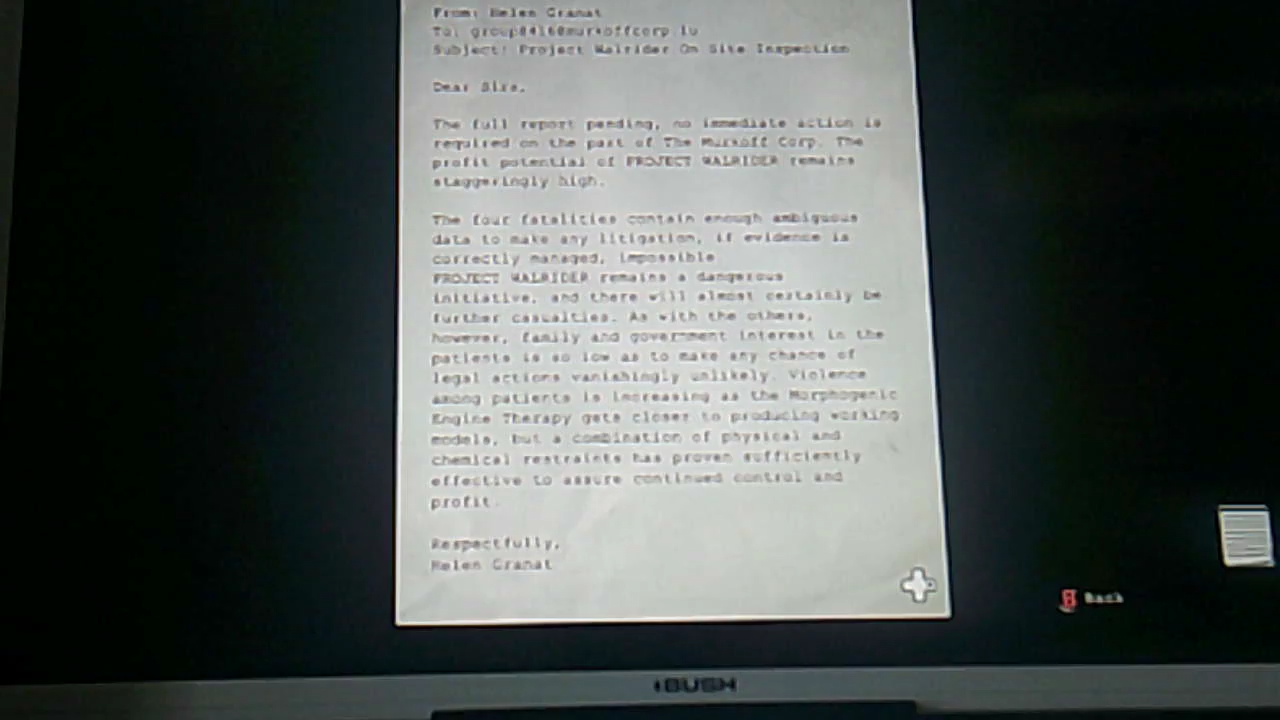 From: Helen Granat
To: group0416@murkoffcorp.lu
Subject: Project Walrider On Site Inspection
Dear Sirs,
The full report pending, no immediate action is
required on the part of The Murkoff Corp. The
profit potential of PROJECT WALRIDER remains
staggeringly high.
The four fatalities contain enough ambiguous
data to make any litigation, if evidence is
correctly managed, impossible
PROJECT WALRIDER remains a dangerous
initiative, and there will almost certainly be
further casualties. As with the others,
however, family and government interest in the
patients is so low as to make any chance of
legal actions vanishingly unlikely. Violence
among patients is increasing as the Morphogenic
Engine Therapy gets closer to producing working
models, but a combination of physical and
chemical restraints has proven sufficiently
effective to assure continued control and
profit.
Respectfully,
Helen Granat
Back
BUSH